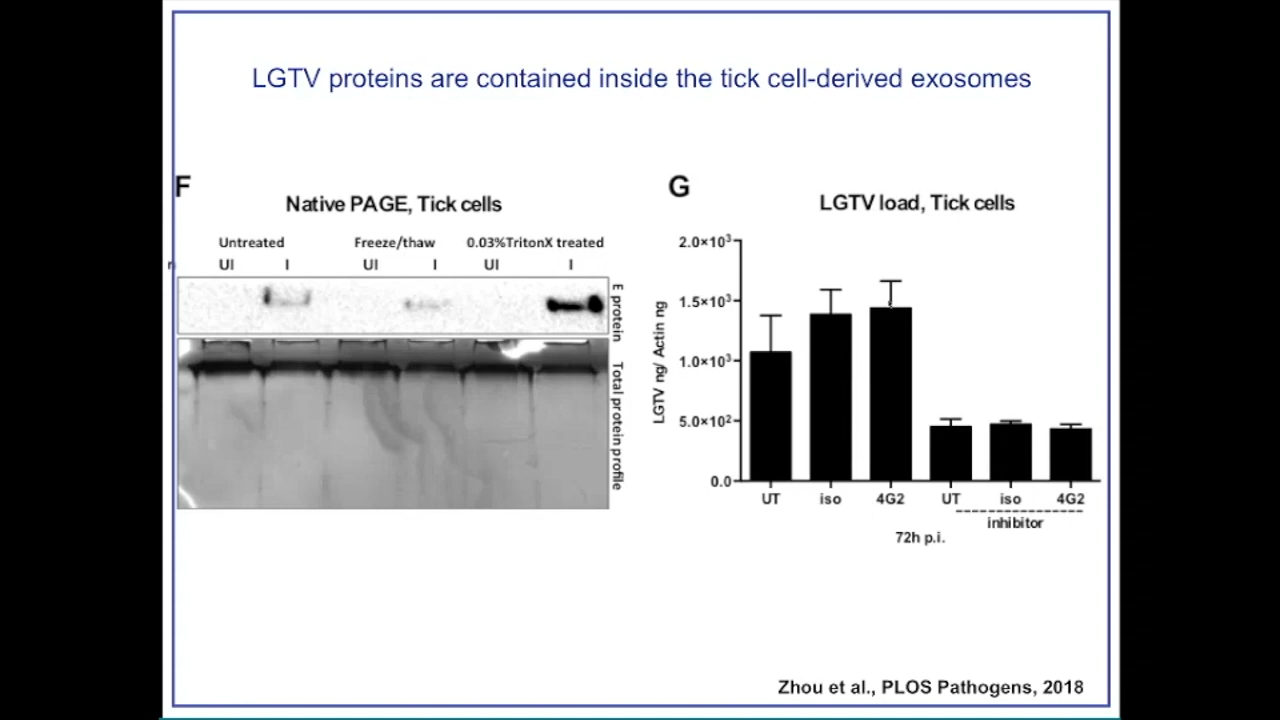 LGTV proteins are contained inside the tick cell-derived exosomes
F
Native PAGE, Tick cells
Untreated Freeze/thaw 0.03%TritonX treated
UI I UI I UI I
E protein
Total protein profile
G
LGTV load, Tick cells
LGTV ng/ Actin ng
2.0×10³
1.5×10³
1.0×10³
5.0×10²
0.0
UT iso 4G2 UT iso 4G2
inhibitor
72h p.i.
Zhou et al., PLOS Pathogens, 2018